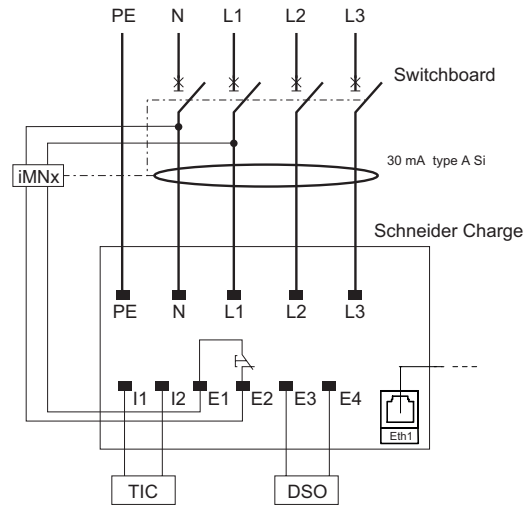 PE N L1 L2 L3
Switchboard
30 mA type A Si
iMNx
Schneider Charge
PE N L1 L2 L3
I1 I2 E1 E2 E3 E4
Eth1
TIC DSO